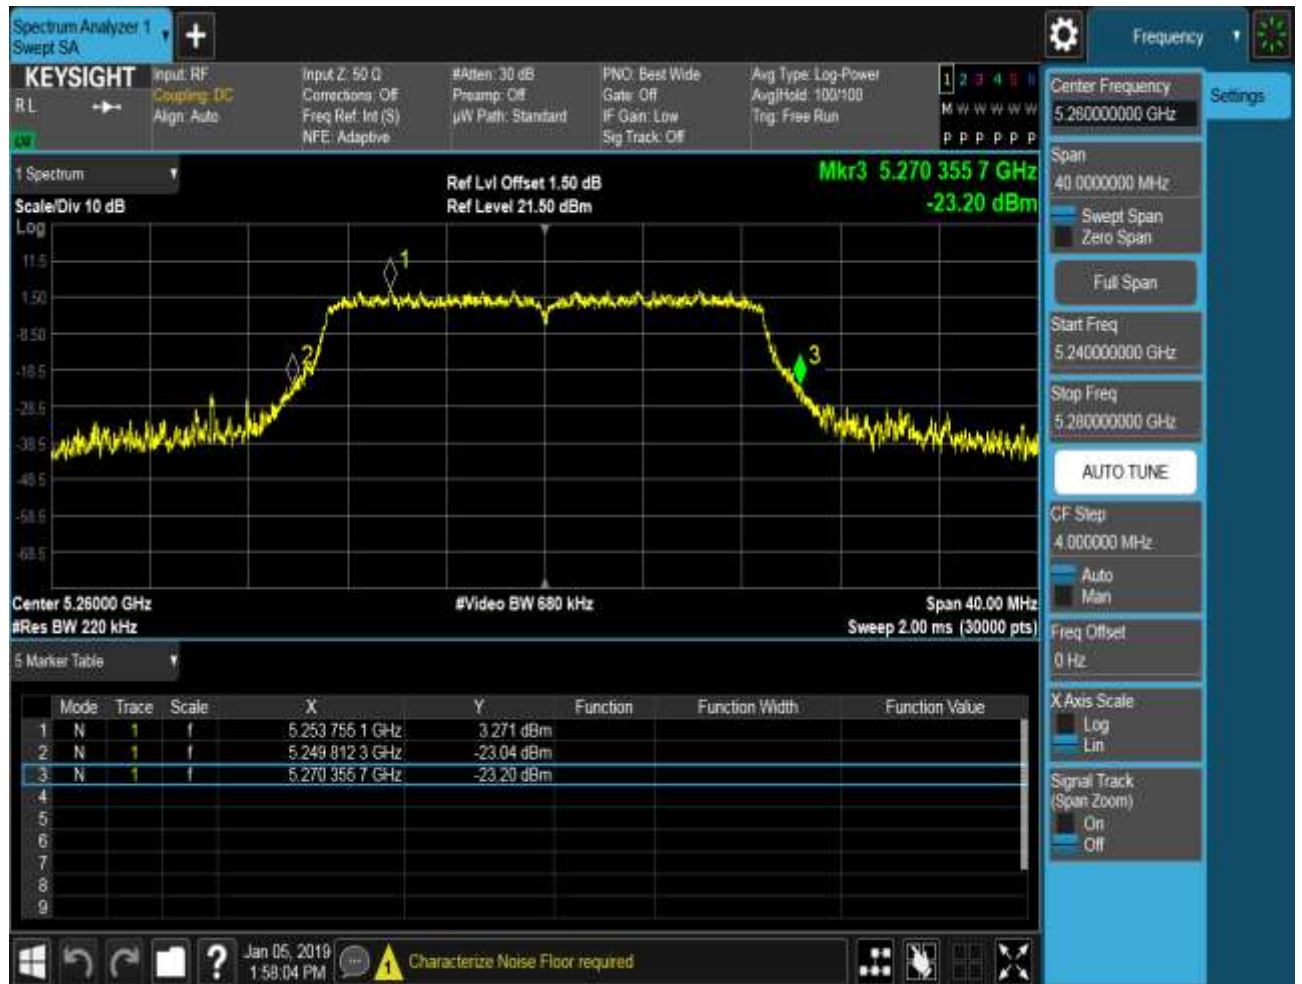 Spectrum Analyzer 1
Swept SA
+
Frequency
KEYSIGHT
RL
Input: RF
Coupling: DC
Align: Auto
Input Z: 50 Ω
Corrections: Off
Freq Ref: Int (S)
NFE: Adaptive
#Atten: 30 dB
Preamp: Off
µW Path: Standard
PNO: Best Wide
Gate: Off
IF Gain: Low
Sig Track: Off
Avg Type: Log-Power
Avg|Hold: 100/100
Trig: Free Run
1 2 3 4 5 6
M W W W W W
P P P P P P
1 Spectrum
Scale/Div 10 dB
Log
Ref Lvl Offset 1.50 dB
Ref Level 21.50 dBm
Mkr3 5.270 355 7 GHz
-23.20 dBm
11.5
1.50
-8.50
-18.5
-28.5
-38.5
-48.5
-58.5
-68.5
1
2
3
Center 5.26000 GHz
#Res BW 220 kHz
#Video BW 680 kHz
Span 40.00 MHz
Sweep 2.00 ms (30000 pts)
5 Marker Table
Mode Trace Scale X Y Function Function Width Function Value
1 N 1 f 5.253 755 1 GHz 3.271 dBm
2 N 1 f 5.249 812 3 GHz -23.04 dBm
3 N 1 f 5.270 355 7 GHz -23.20 dBm
4
5
6
7
8
9
Center Frequency
5.260000000 GHz
Settings
Span
40.0000000 MHz
Swept Span
Zero Span
Full Span
Start Freq
5.240000000 GHz
Stop Freq
5.280000000 GHz
AUTO TUNE
CF Step
4.000000 MHz
Auto
Man
Freq Offset
0 Hz
X Axis Scale
Log
Lin
Signal Track
(Span Zoom)
On
Off
?
Jan 05, 2019
1:58:04 PM
1
Characterize Noise Floor required